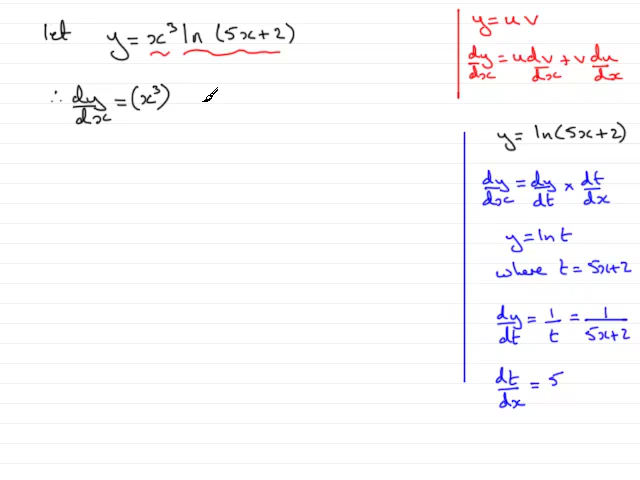 let y = x³ ln (5x+2)
∴ dy/dx = (x³)
y = uv
dy/dx = u dv/dx + v du/dx
y = ln(5x+2)
dy/dx = dy/dt × dt/dx
y = ln t
where t = 5x+2
dy/dt = 1/t = 1/(5x+2)
dt/dx = 5